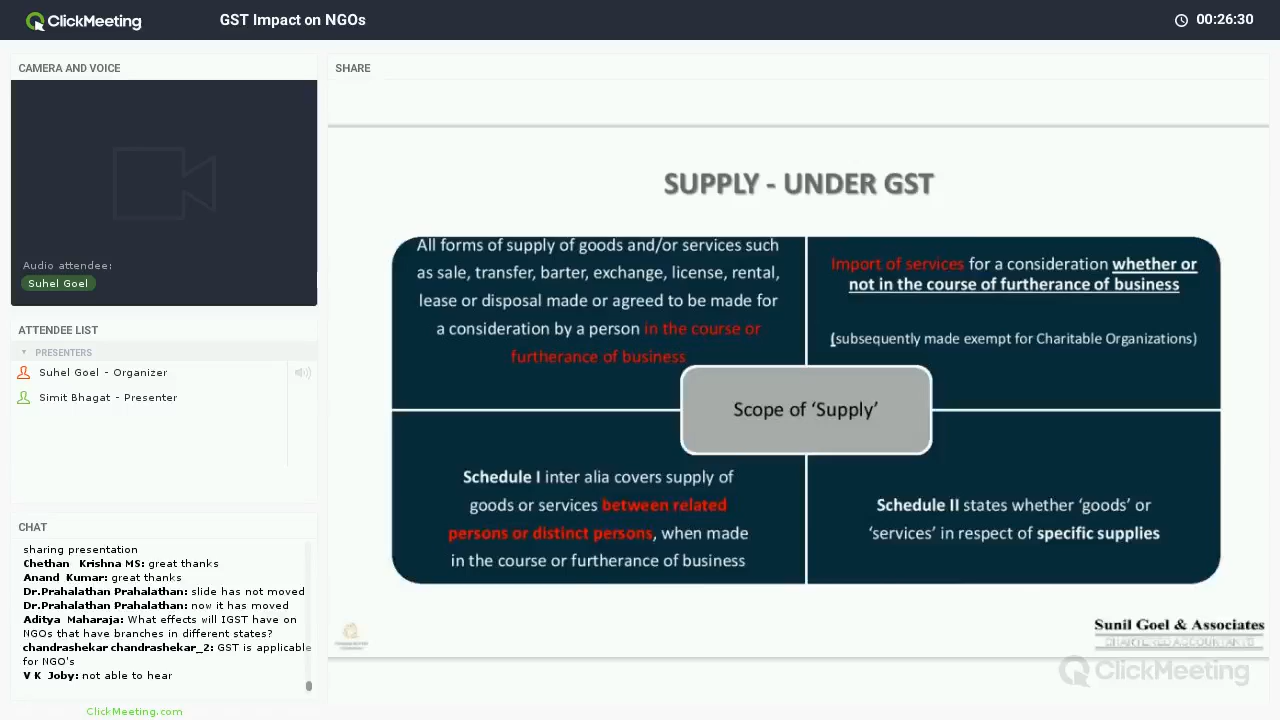 ClickMeeting
GST Impact on NGOs
00:26:30
CAMERA AND VOICE
Audio attendee:
Suhel Goel
ATTENDEE LIST
PRESENTERS
Suhel Goel - Organizer
Simit Bhagat - Presenter
CHAT
sharing presentation
Chethan Krishna MS: great thanks
Anand Kumar: great thanks
Dr.Prahalathan Prahalathan: slide has not moved
Dr.Prahalathan Prahalathan: now it has moved
Aditya Maharaja: What effects will IGST have on
NGOs that have branches in different states?
chandrashekar chandrashekar_2: GST is applicable
for NGO's
V K Joby: not able to hear
ClickMeeting.com
SHARE
SUPPLY - UNDER GST
All forms of supply of goods and/or services such
as sale, transfer, barter, exchange, license, rental,
lease or disposal made or agreed to be made for
a consideration by a person in the course or
furtherance of business
Import of services for a consideration whether or
not in the course of furtherance of business
(subsequently made exempt for Charitable Organizations)
Scope of ‘Supply’
Schedule I inter alia covers supply of
goods or services between related
persons or distinct persons, when made
in the course or furtherance of business
Schedule II states whether ‘goods’ or
‘services’ in respect of specific supplies
Sunil Goel & Associates
CHARTERED ACCOUNTANTS
ClickMeeting